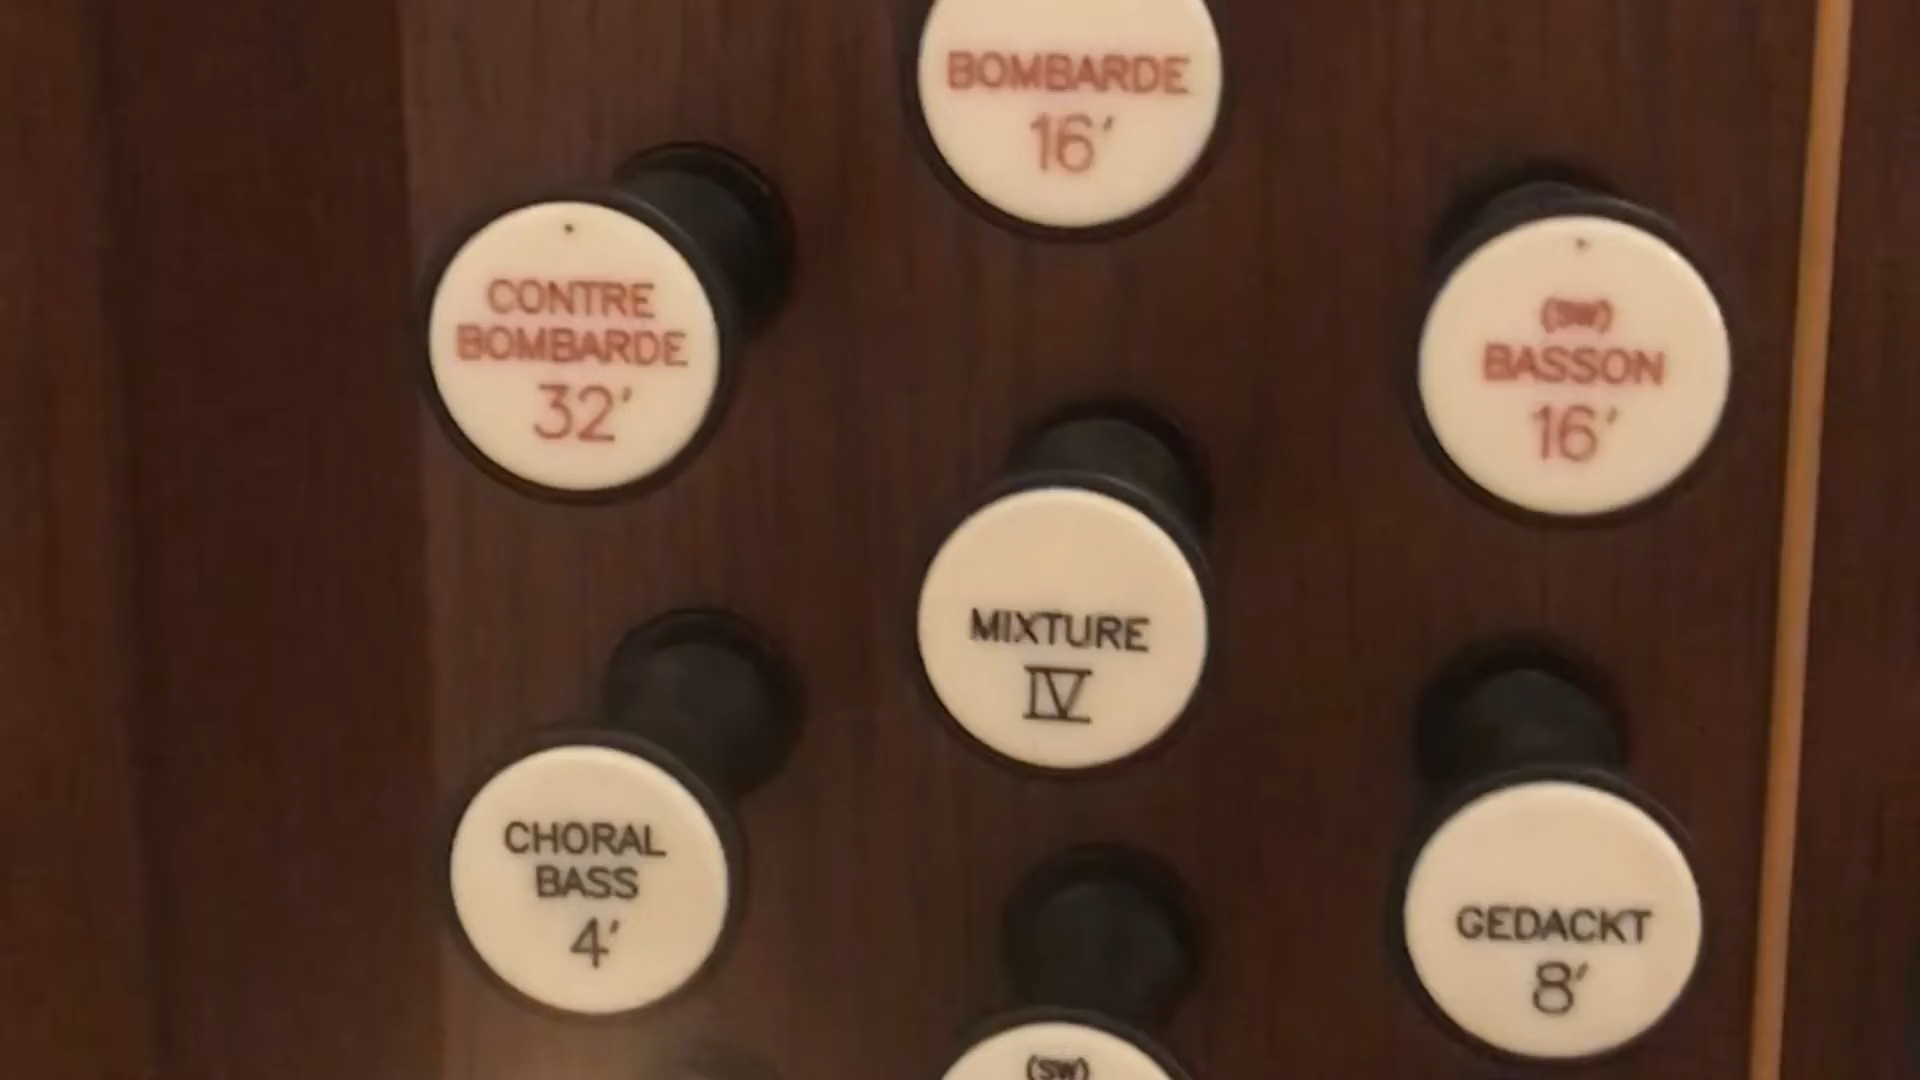 BOMBARDE
16'
CONTRE
BOMBARDE
32'
(SW)
BASSON
16'
MIXTURE
IV
CHORAL
BASS
4'
GEDACKT
8'
(SW)